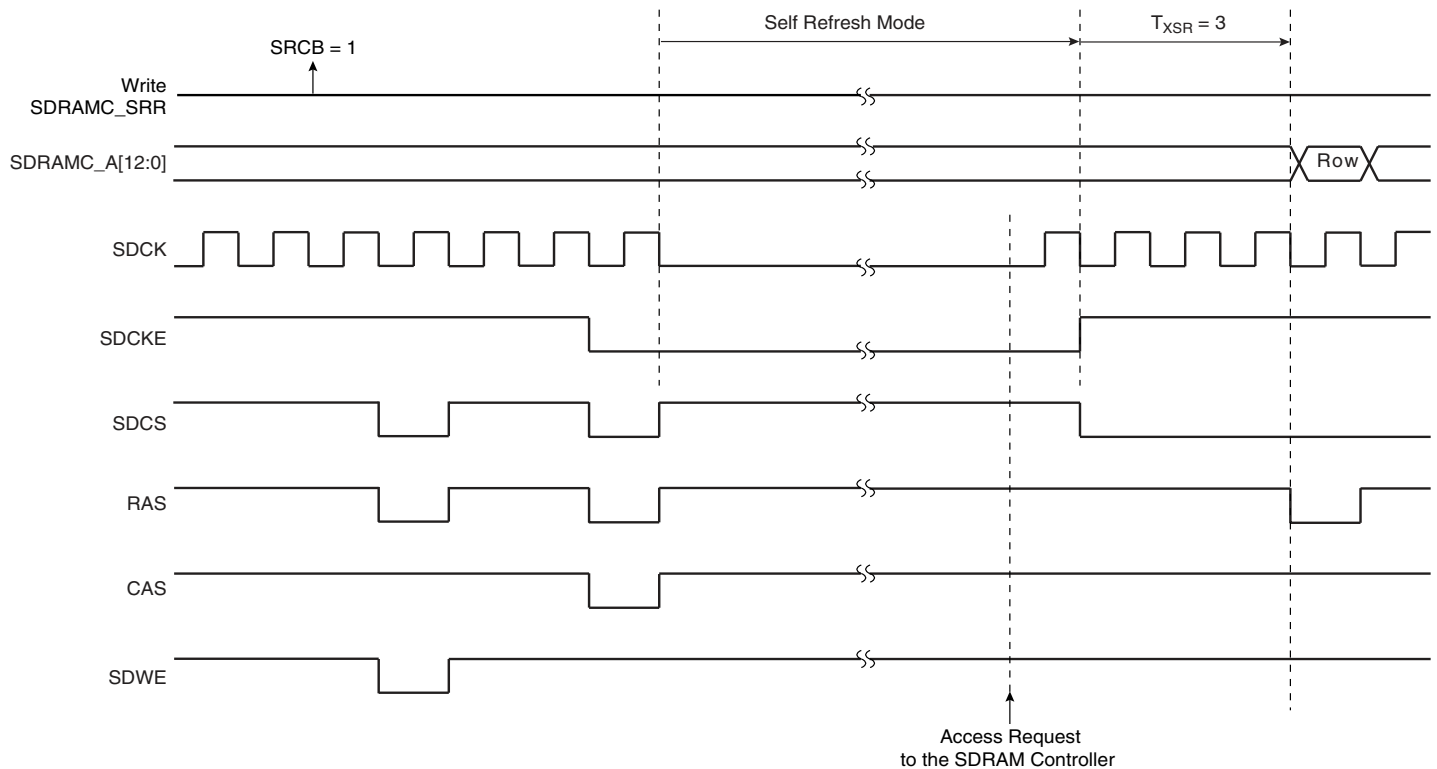 Self Refresh Mode
T_XSR = 3
SRCB = 1
Write
SDRAMC_SRR
SDRAMC_A[12:0]
Row
SDCK
SDCKE
SDCS
RAS
CAS
SDWE
Access Request
to the SDRAM Controller